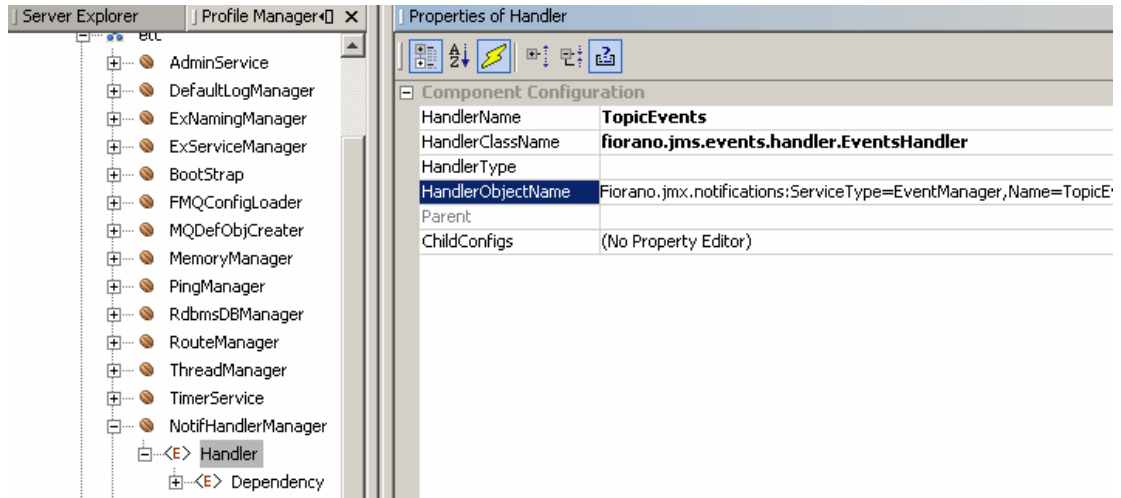 Server Explorer
Profile Manager
etc
AdminService
DefaultLogManager
ExNamingManager
ExServiceManager
BootStrap
FMQConfigLoader
MQDefObjCreater
MemoryManager
PingManager
RdbmsDBManager
RouteManager
ThreadManager
TimerService
NotifHandlerManager
<E> Handler
<E> Dependency
Properties of Handler
Component Configuration
HandlerName TopicEvents
HandlerClassName fiorano.jms.events.handler.EventsHandler
HandlerType
HandlerObjectName Fiorano.jmx.notifications:ServiceType=EventManager,Name=TopicE
Parent
ChildConfigs (No Property Editor)